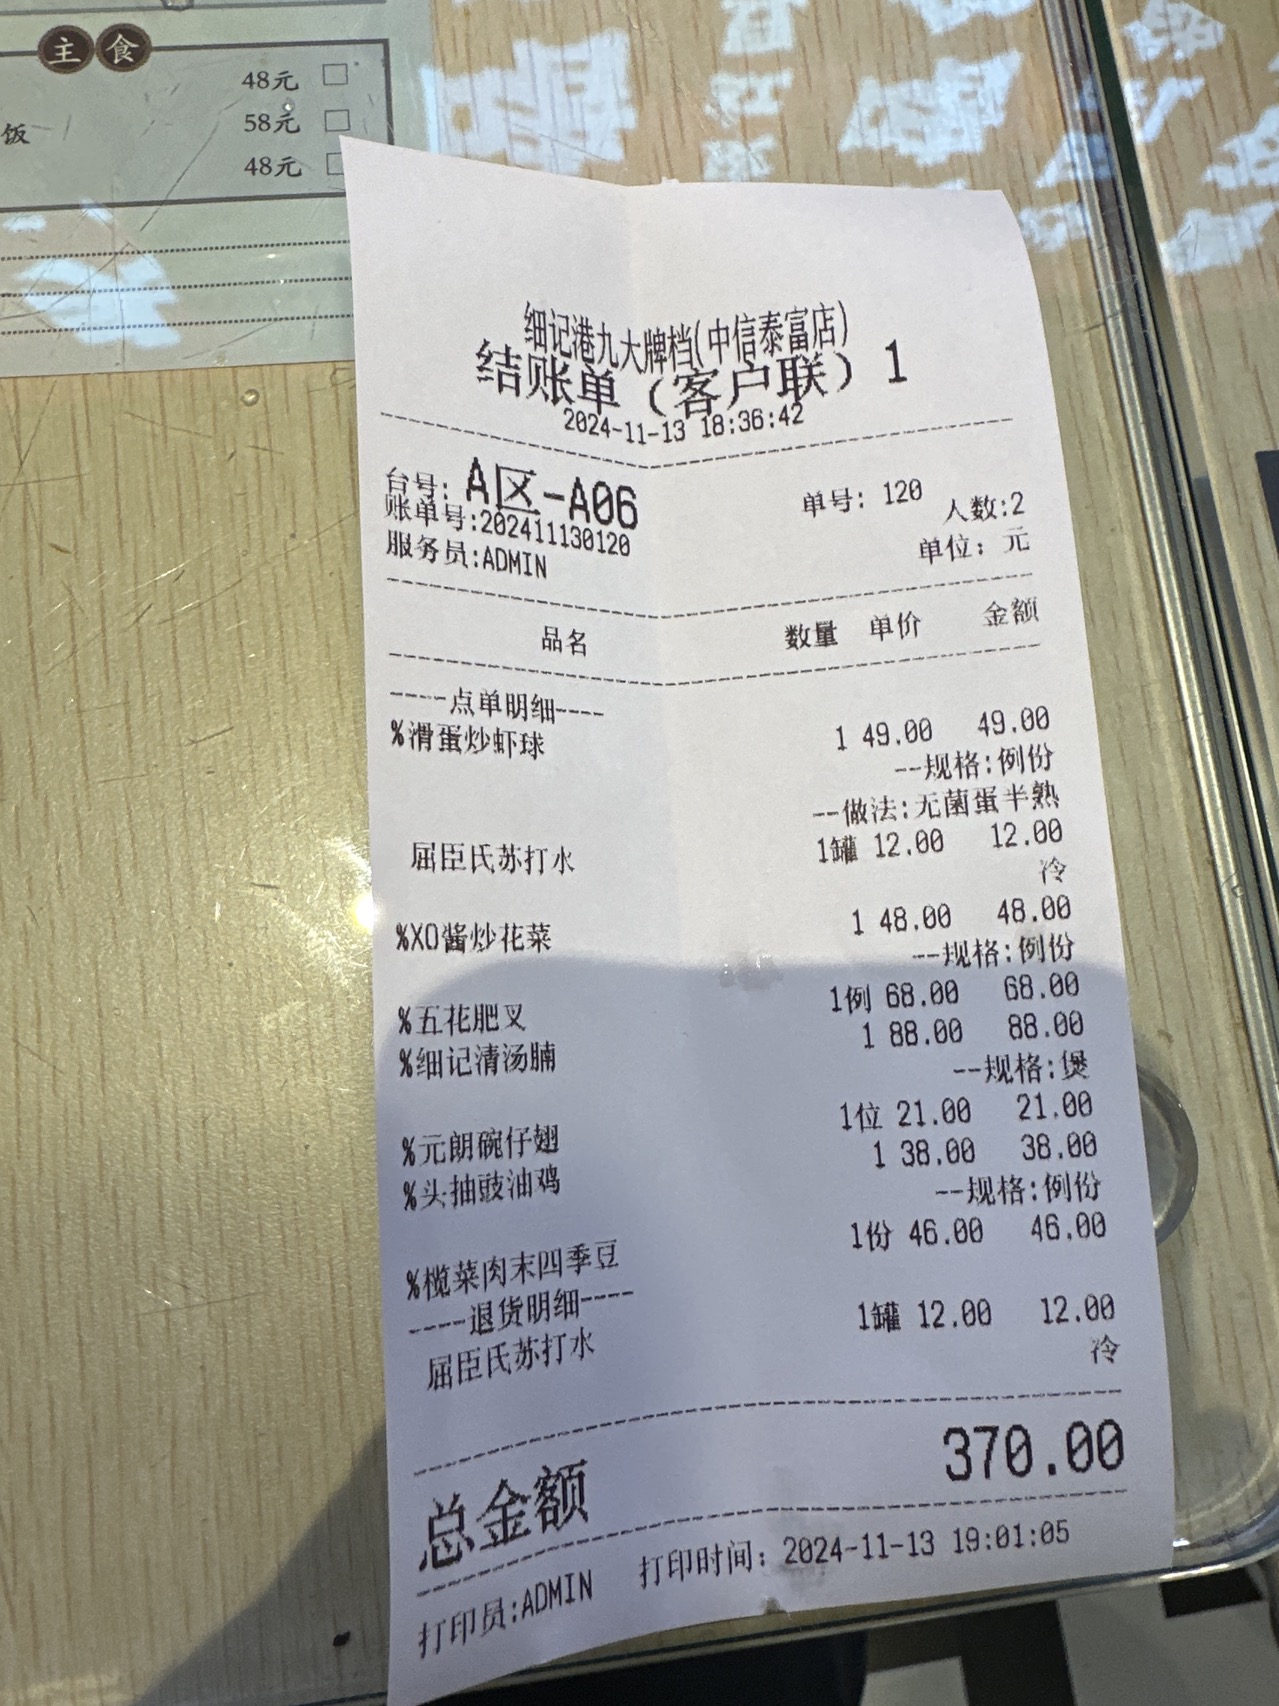 主食
48元
饭 58元
48元
细记港九大牌档(中信泰富店)
结账单（客户联）1
2024-11-13 18:36:42
台号: A区-A06 单号: 120
账单号:202411130120 人数:2
服务员:ADMIN 单位: 元
品名 数量 单价 金额
----点单明细----
%滑蛋炒虾球 1 49.00 49.00
--规格:例份
--做法:无菌蛋半熟
屈臣氏苏打水 1罐 12.00 12.00
冷
%XO酱炒花菜 1 48.00 48.00
--规格:例份
%五花肥叉 1例 68.00 68.00
%细记清汤腩 1 88.00 88.00
--规格:煲
%元朗碗仔翅 1位 21.00 21.00
%头抽豉油鸡 1 38.00 38.00
--规格:例份
%榄菜肉末四季豆 1份 46.00 46.00
----退货明细----
屈臣氏苏打水 1罐 12.00 12.00
冷
总金额 370.00
打印员:ADMIN 打印时间: 2024-11-13 19:01:05